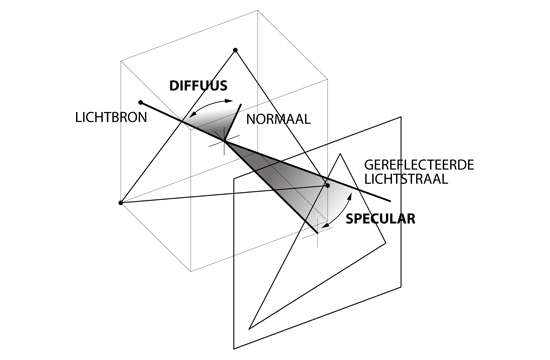 DIFFUUS
LICHTBRON
NORMAAL
GEREFLECTEERDE
LICHTSTRAAL
SPECULAR